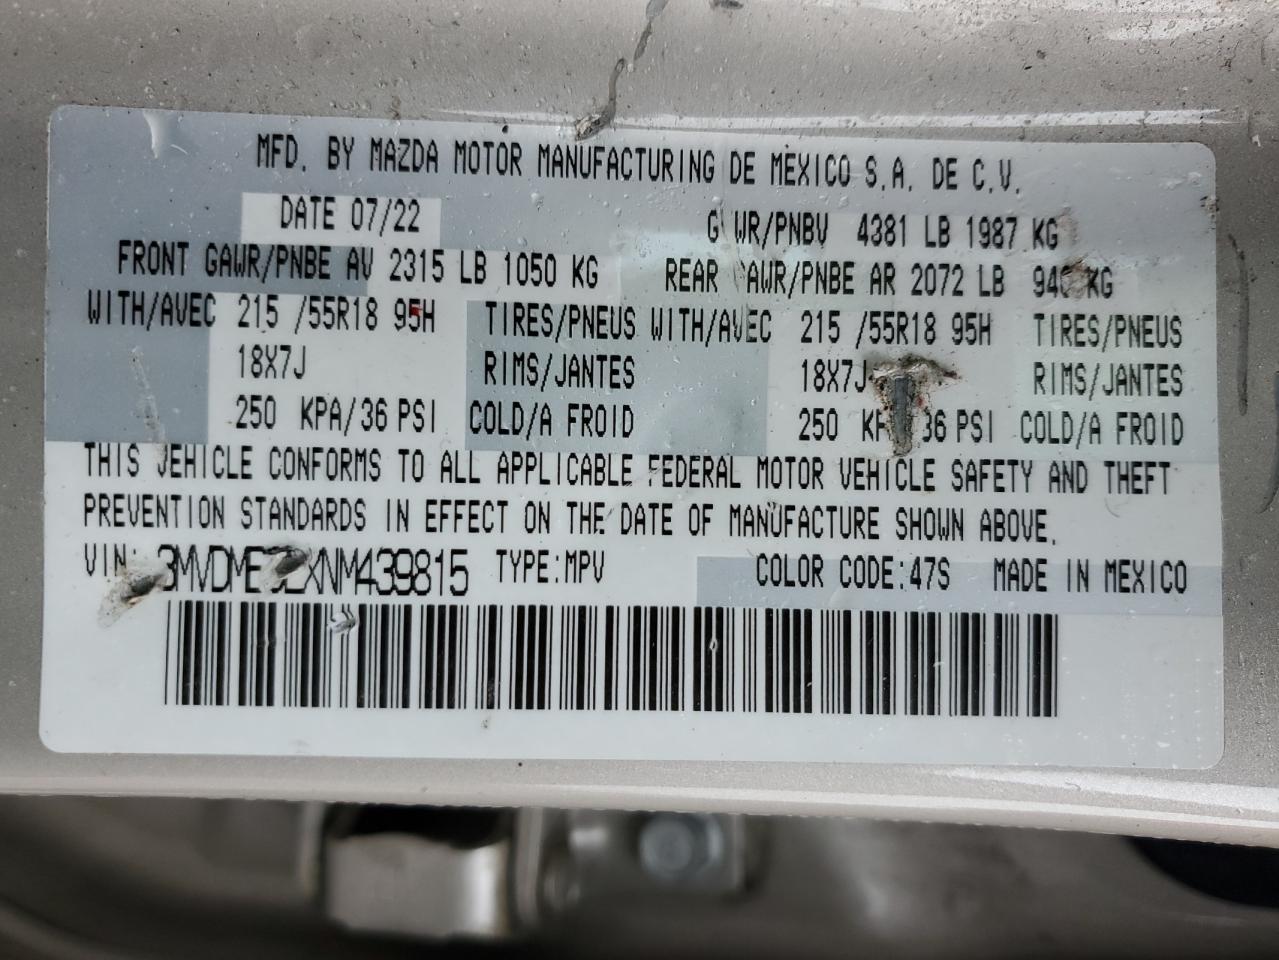 MFD. BY MAZDA MOTOR MANUFACTURING DE MEXICO S.A. DE C.V.
DATE 07/22 GVWR/PNBV 4381 LB 1987 KG
FRONT GAWR/PNBE AV 2315 LB 1050 KG REAR GAWR/PNBE AR 2072 LB KG
WITH/AVEC 215 /55R18 95H TIRES/PNEUS WITH/AVEC 215 /55R18 95H TIRES/PNEUS
18X7J RIMS/JANTES 18X7J RIMS/JANTES
250 KPA/36 PSI COLD/A FROID 250 KPA/36 PSI COLD/A FROID
THIS VEHICLE CONFORMS TO ALL APPLICABLE FEDERAL MOTOR VEHICLE SAFETY AND THEFT
PREVENTION STANDARDS IN EFFECT ON THE DATE OF MANUFACTURE SHOWN ABOVE.
VIN: TYPE:MPV COLOR CODE:47S MADE IN MEXICO